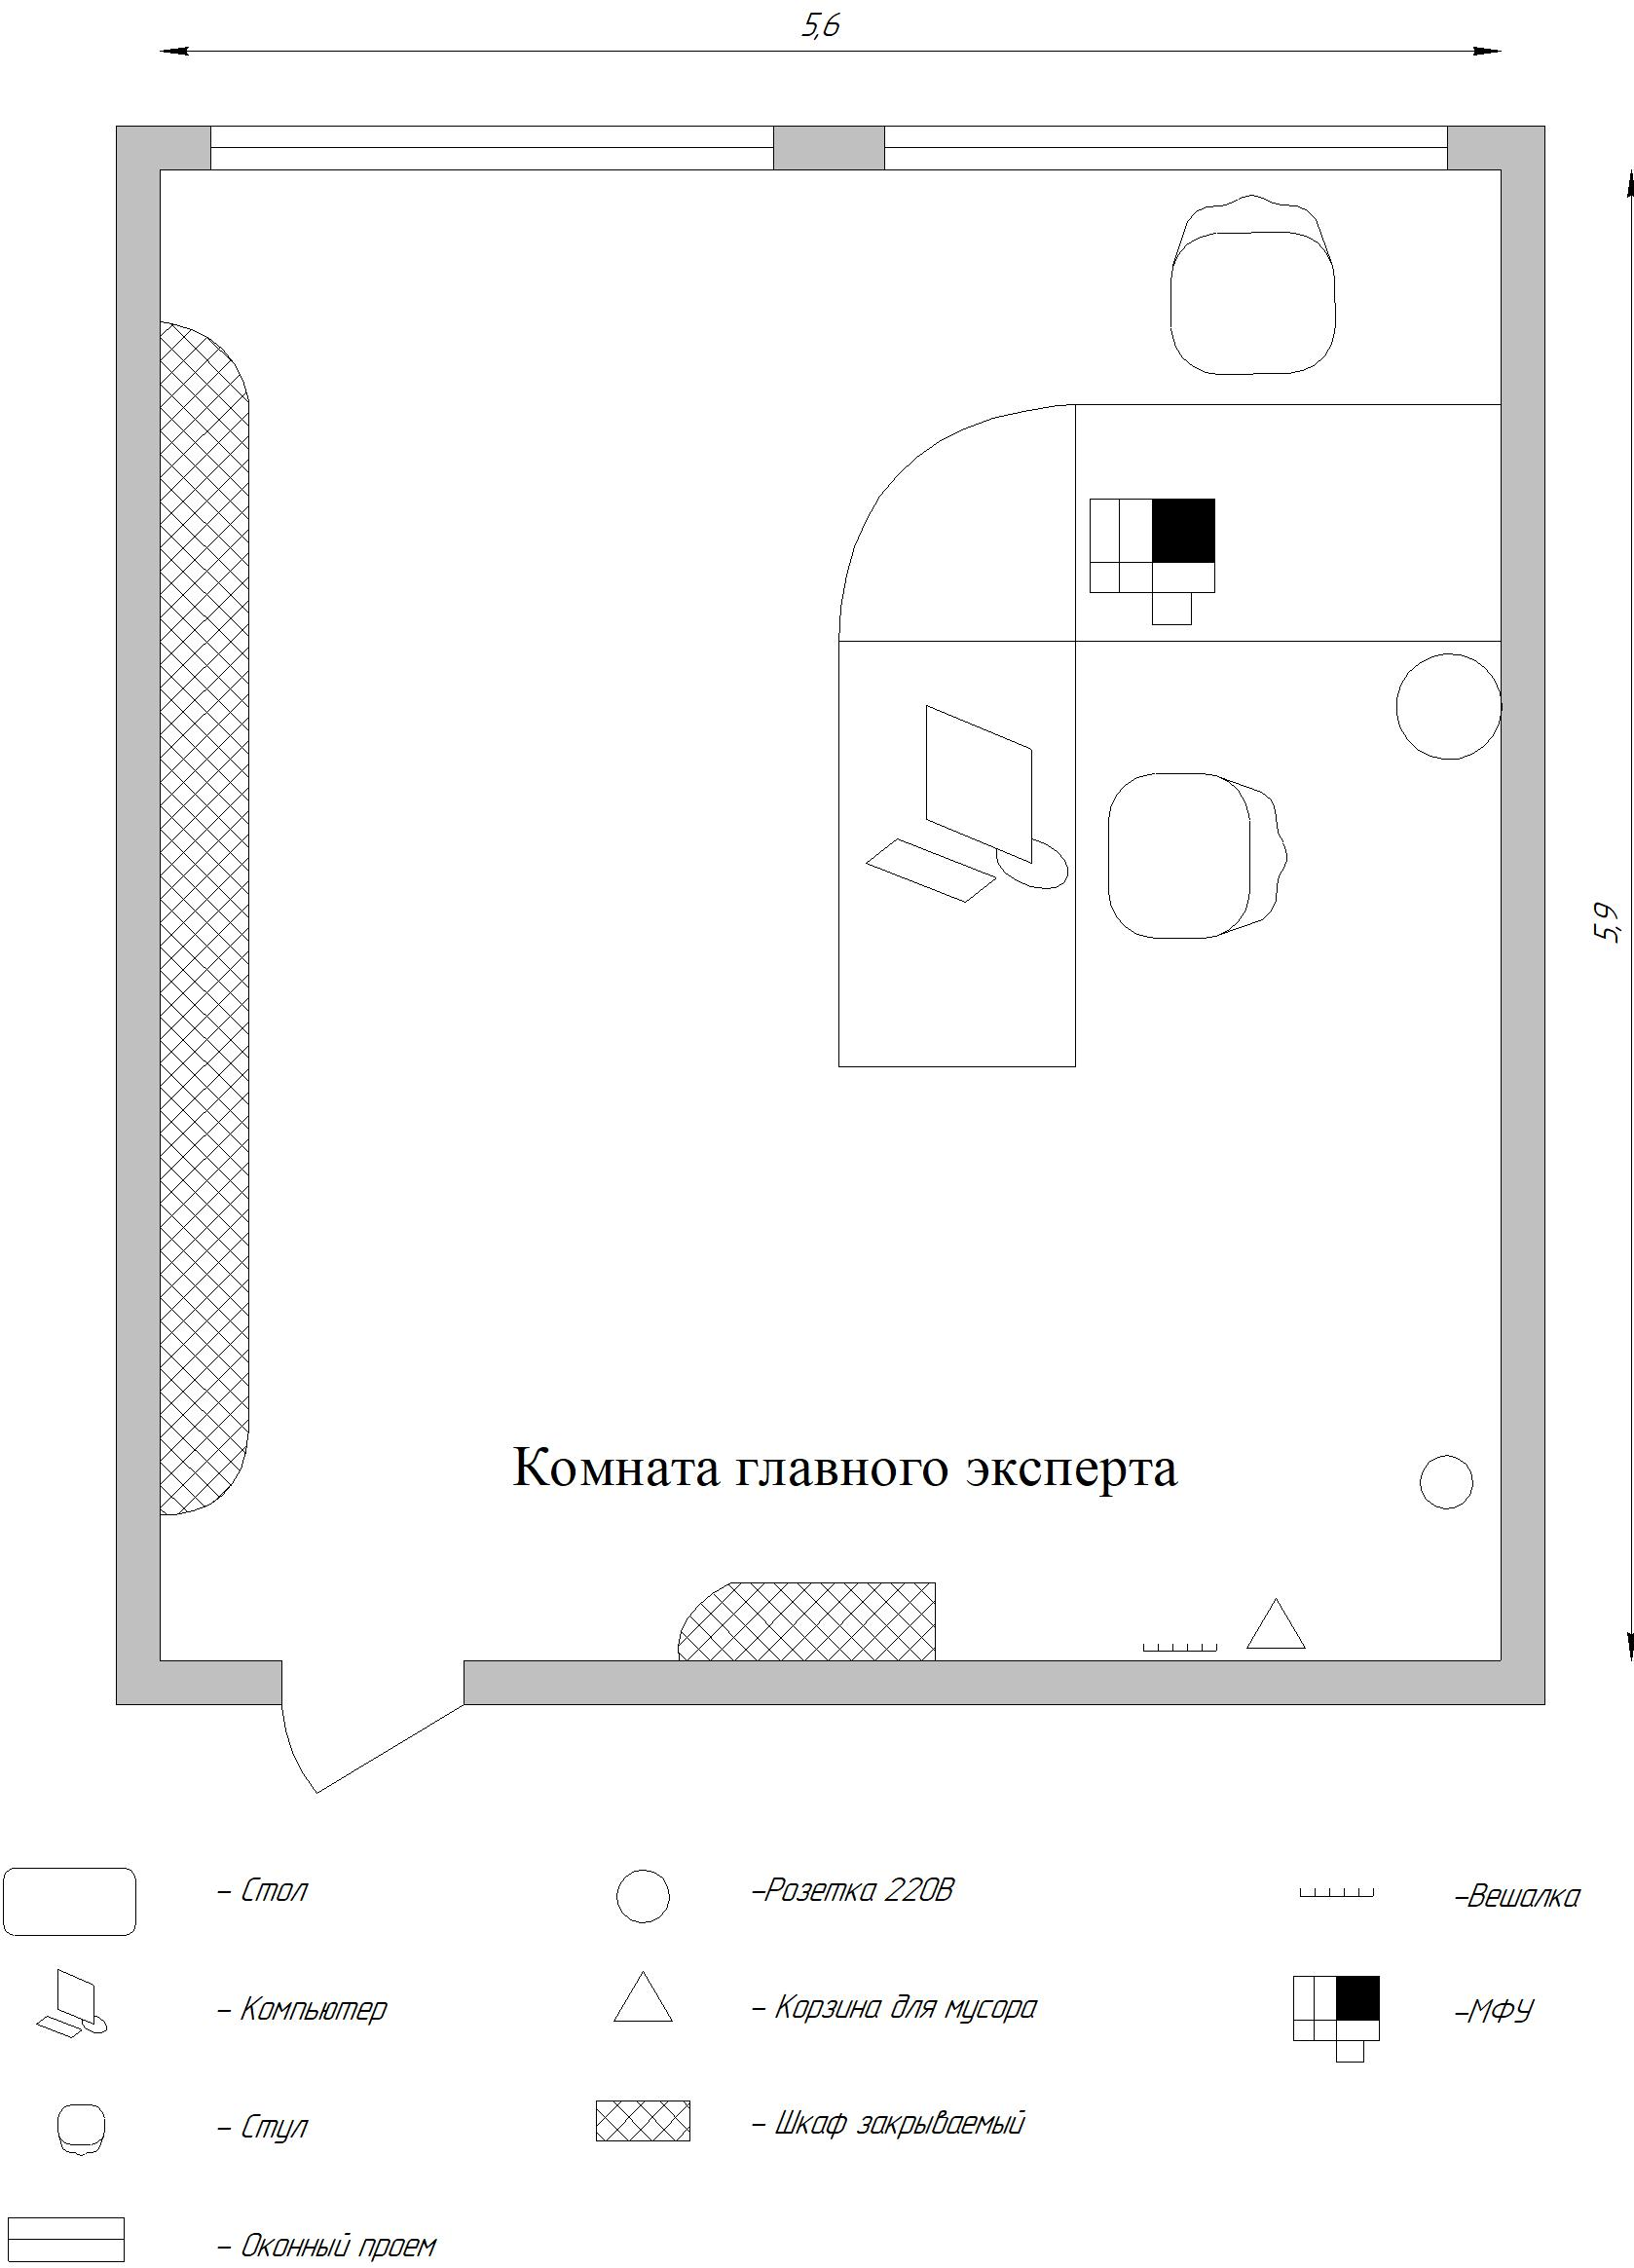 5,6
5,9
Комната главного эксперта
- Стол
-Розетка 220В
-Вешалка
- Компьютер
- Корзина для мусора
-МФУ
- Стул
- Шкаф закрываемый
- Оконный проем